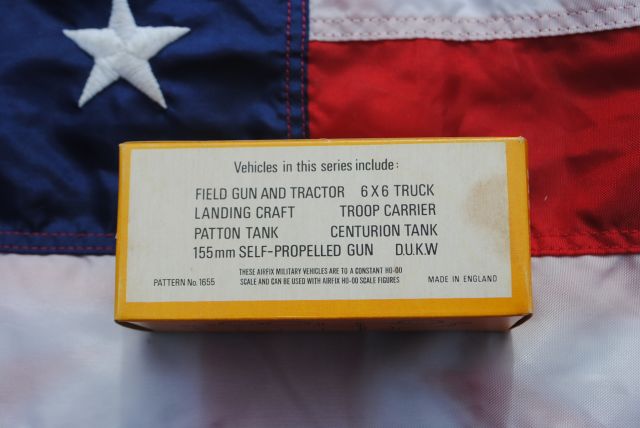 Vehicles in this series include:
FIELD GUN AND TRACTOR 6 X 6 TRUCK
LANDING CRAFT TROOP CARRIER
PATTON TANK CENTURION TANK
155mm SELF-PROPELLED GUN D.U.K.W
THESE AIRFIX MILITARY VEHICLES ARE TO A CONSTANT HO-OO
PATTERN No. 1655 SCALE AND CAN BE USED WITH AIRFIX HO-OO SCALE FIGURES MADE IN ENGLAND